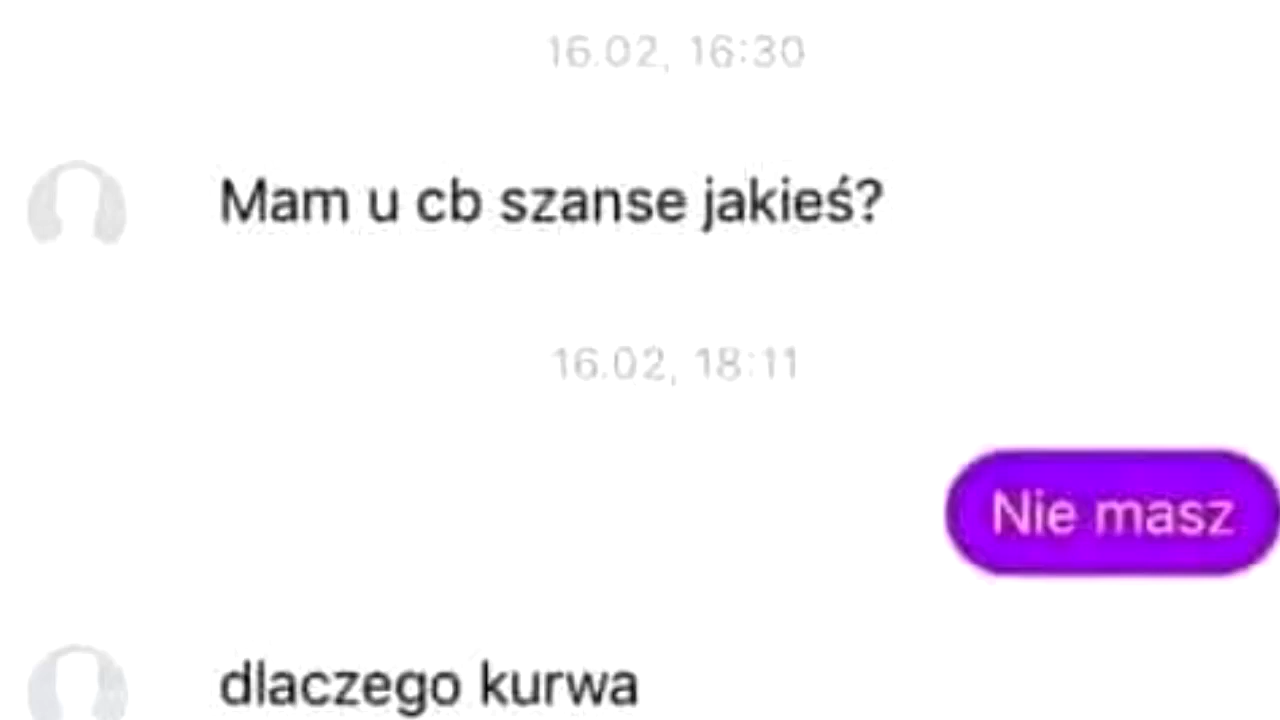 16.02, 16:30
Mam u cb szanse jakieś?
16.02, 18:11
Nie masz
dlaczego kurwa